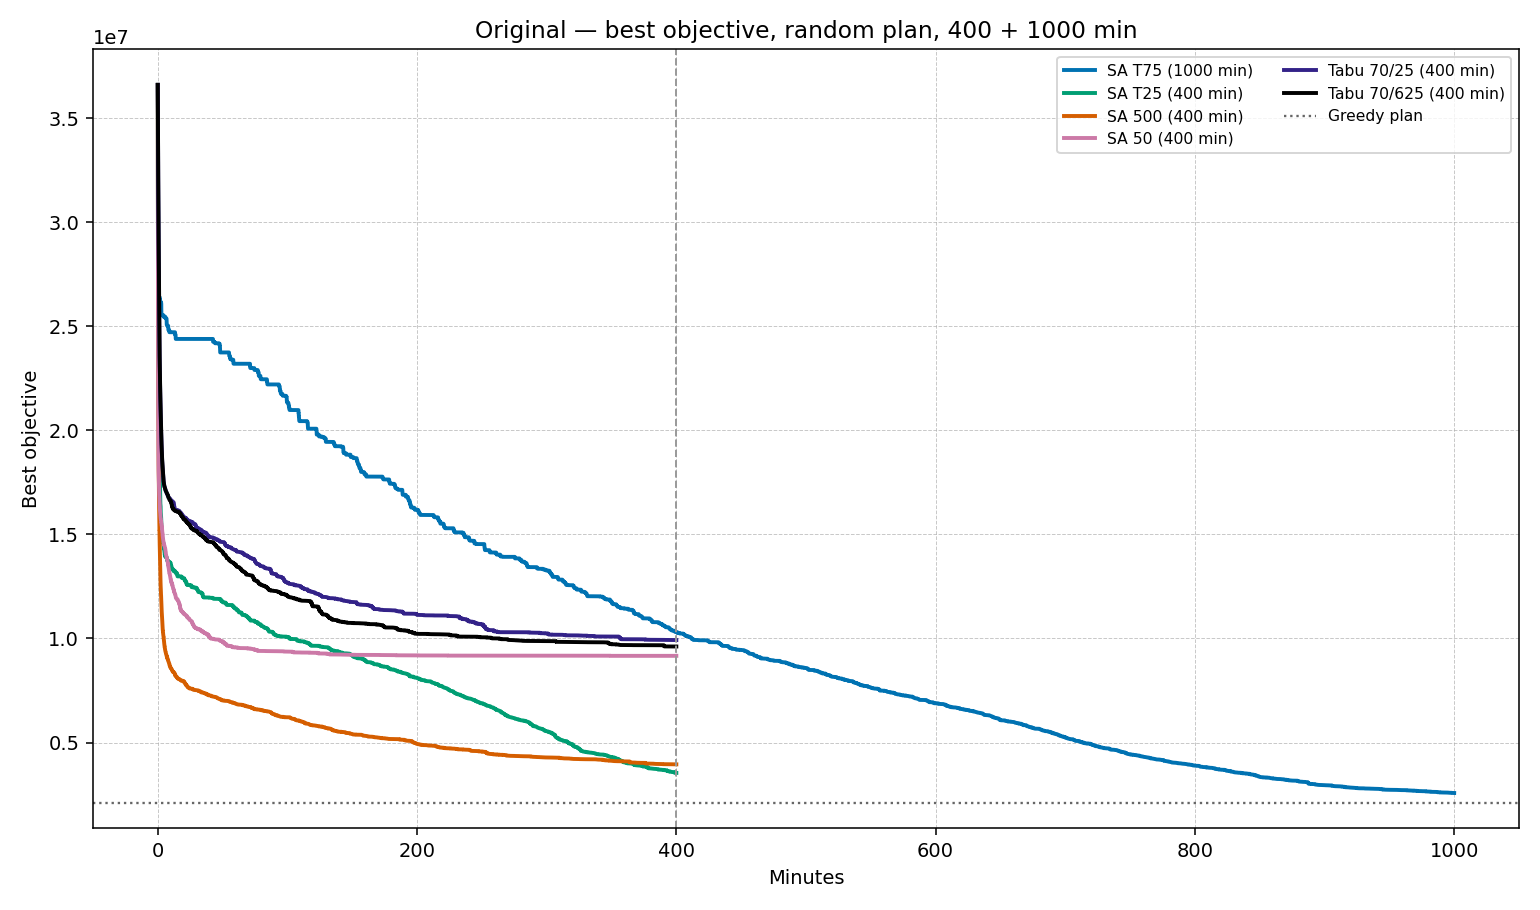 Original — best objective, random plan, 400 + 1000 min
1e7
SA T75 (1000 min)
SA T25 (400 min)
SA 500 (400 min)
SA 50 (400 min)
Tabu 70/25 (400 min)
Tabu 70/625 (400 min)
Greedy plan
3.5
3.0
2.5
2.0
1.5
1.0
0.5
Best objective
0
200
400
600
800
1000
Minutes